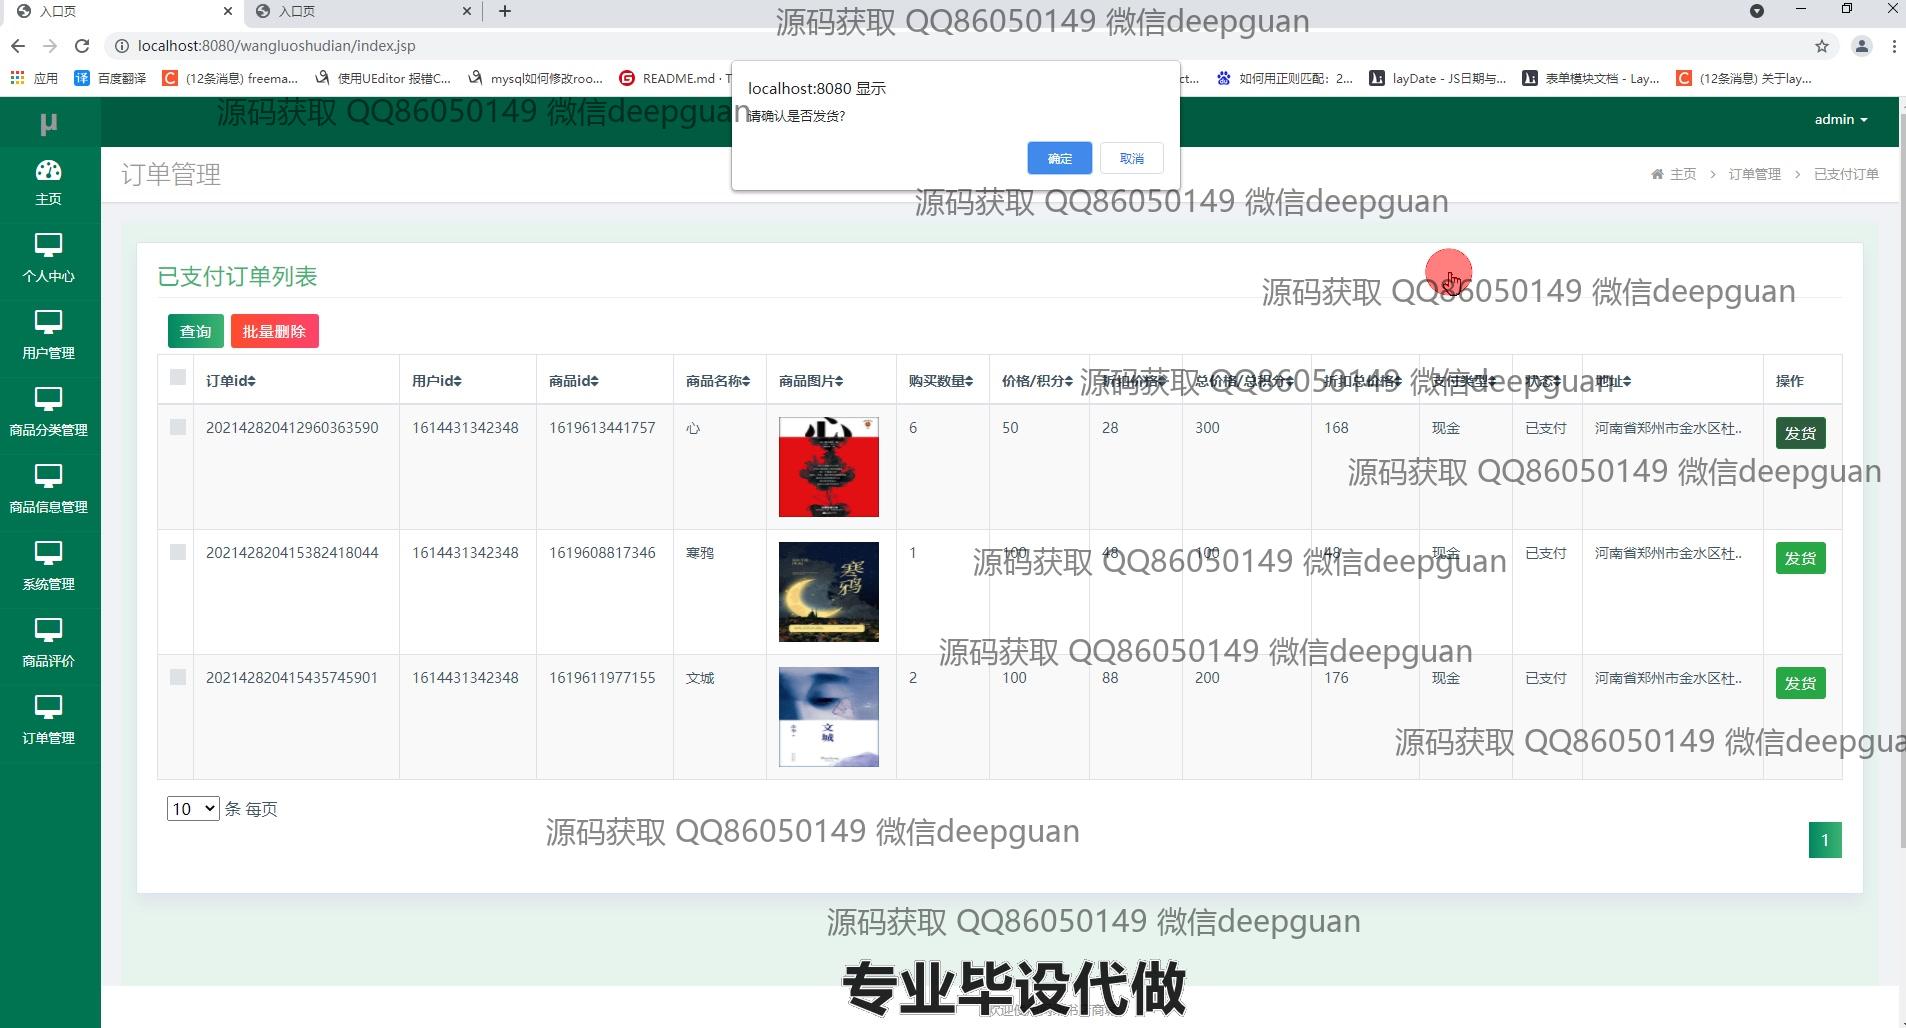 入口页
入口页
localhost:8080/wangluoshudian/index.jsp
应用 百度翻译 (12条消息) freema... 使用UEditor 报错C... mysql如何修改roo... README.md · T ct... 如何用正则匹配：2... layDate - JS日期与... 表单模块文档 - Lay... (12条消息) 关于lay...
源码获取 QQ86050149 微信deepguan
localhost:8080 显示
请确认是否发货?
确定 取消
源码获取 QQ86050149 微信deepguan
μ
admin
主页
个人中心
用户管理
商品分类管理
商品信息管理
系统管理
商品评价
订单管理
订单管理
主页 > 订单管理 > 已支付订单
源码获取 QQ86050149 微信deepguan
已支付订单列表
源码获取 QQ86050149 微信deepguan
查询 批量删除
订单id 用户id 商品id 商品名称 商品图片 购买数量 价格/积分 折扣价格 总价格/总积分 折扣总价格 支付类型 状态 地址 操作
源码获取 QQ86050149 微信deepguan
202142820412960363590 1614431342348 1619613441757 心 6 50 28 300 168 现金 已支付 河南省郑州市金水区杜.. 发货
心
源码获取 QQ86050149 微信deepguan
202142820415382418044 1614431342348 1619608817346 寒鸦 1 100 48 100 48 现金 已支付 河南省郑州市金水区杜.. 发货
寒鸦
源码获取 QQ86050149 微信deepguan
源码获取 QQ86050149 微信deepguan
202142820415435745901 1614431342348 1619611977155 文城 2 100 88 200 176 现金 已支付 河南省郑州市金水区杜.. 发货
文城
源码获取 QQ86050149 微信deepgua
10 条 每页
源码获取 QQ86050149 微信deepguan
1
源码获取 QQ86050149 微信deepguan
专业毕设代做